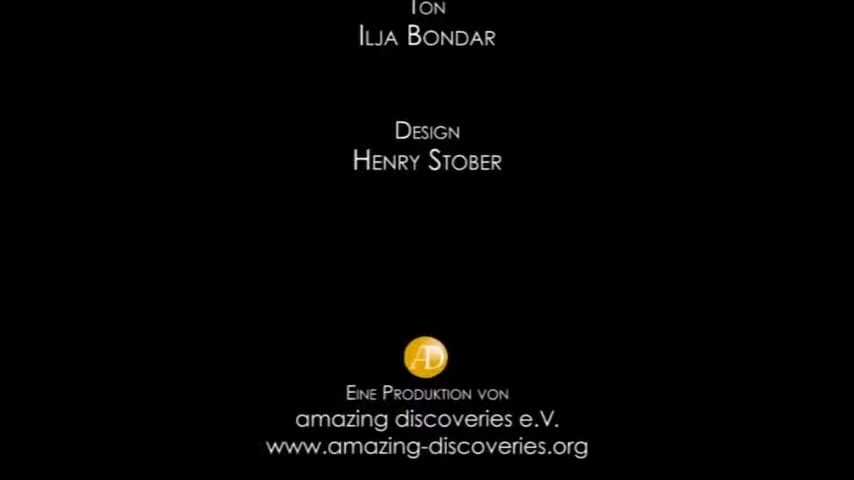 TON
ILJA BONDAR
DESIGN
HENRY STOBER
AD
EINE PRODUKTION VON
amazing discoveries e.V.
www.amazing-discoveries.org